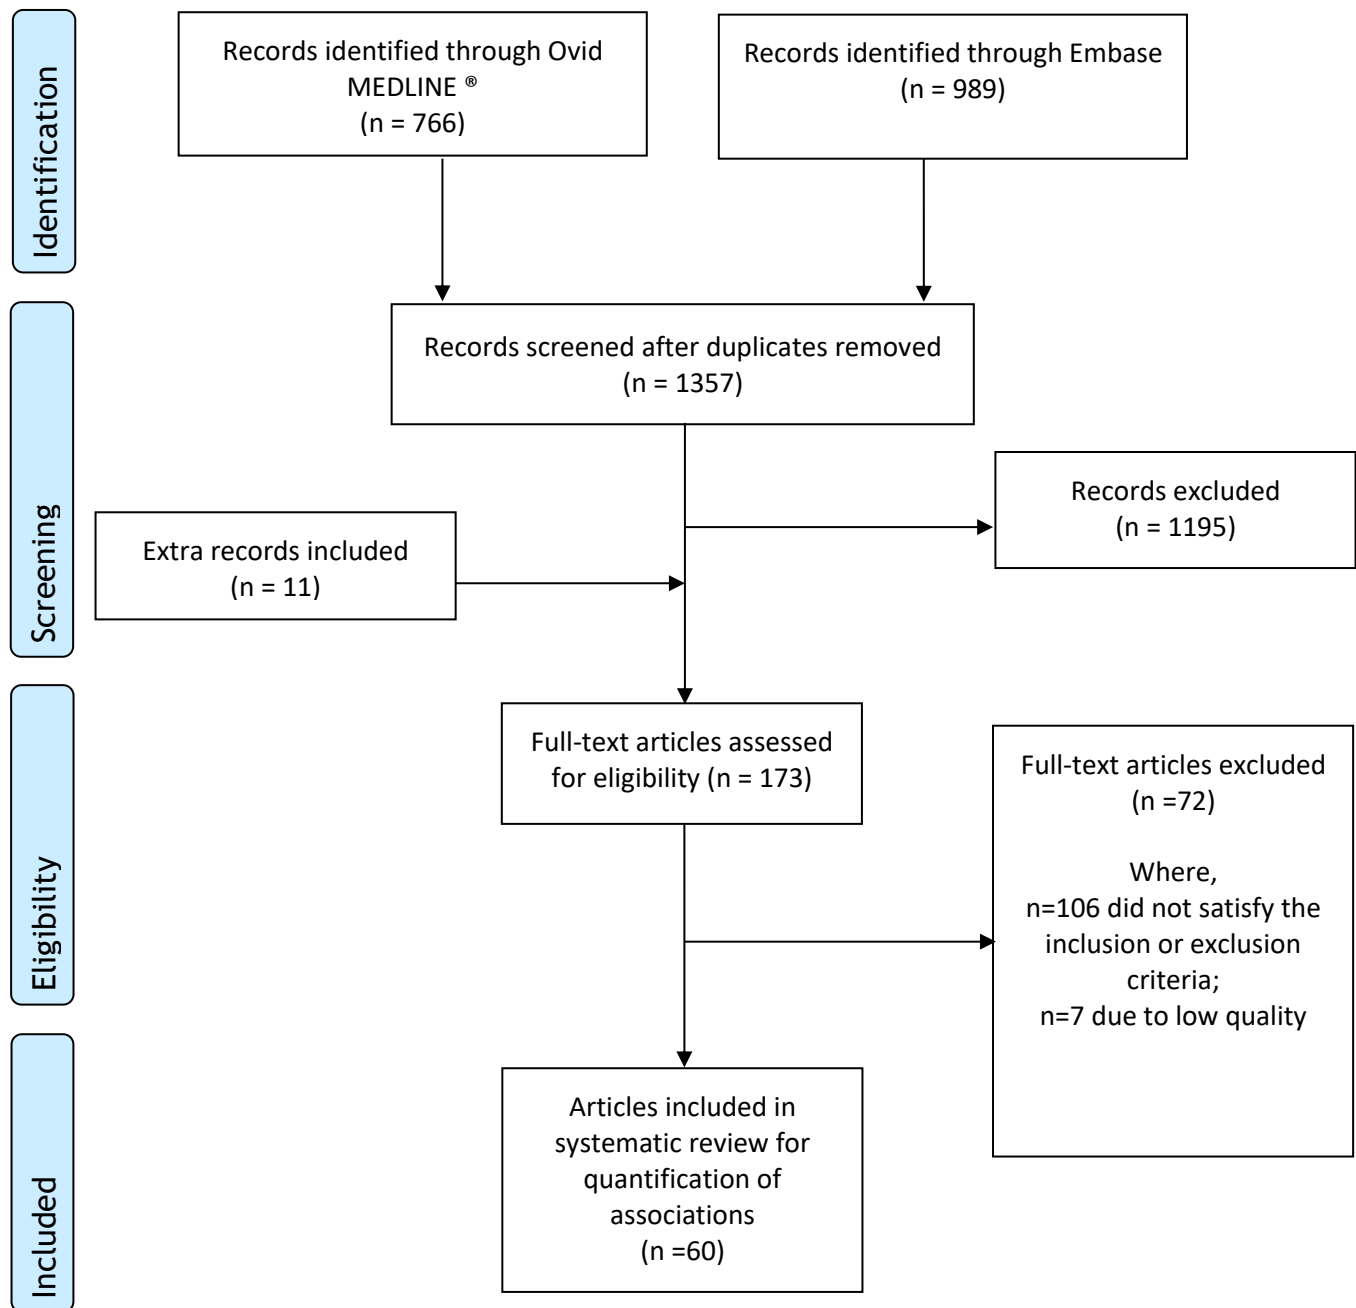 Identification
Records identified through Ovid
MEDLINE ®
(n = 766)
Records identified through Embase
(n = 989)
Screening
Records screened after duplicates removed
(n = 1357)
Records excluded
(n = 1195)
Extra records included
(n = 11)
Eligibility
Full-text articles assessed
for eligibility (n = 173)
Full-text articles excluded
(n =72)
Where,
n=106 did not satisfy the
inclusion or exclusion
criteria;
n=7 due to low quality
Included
Articles included in
systematic review for
quantification of
associations
(n =60)